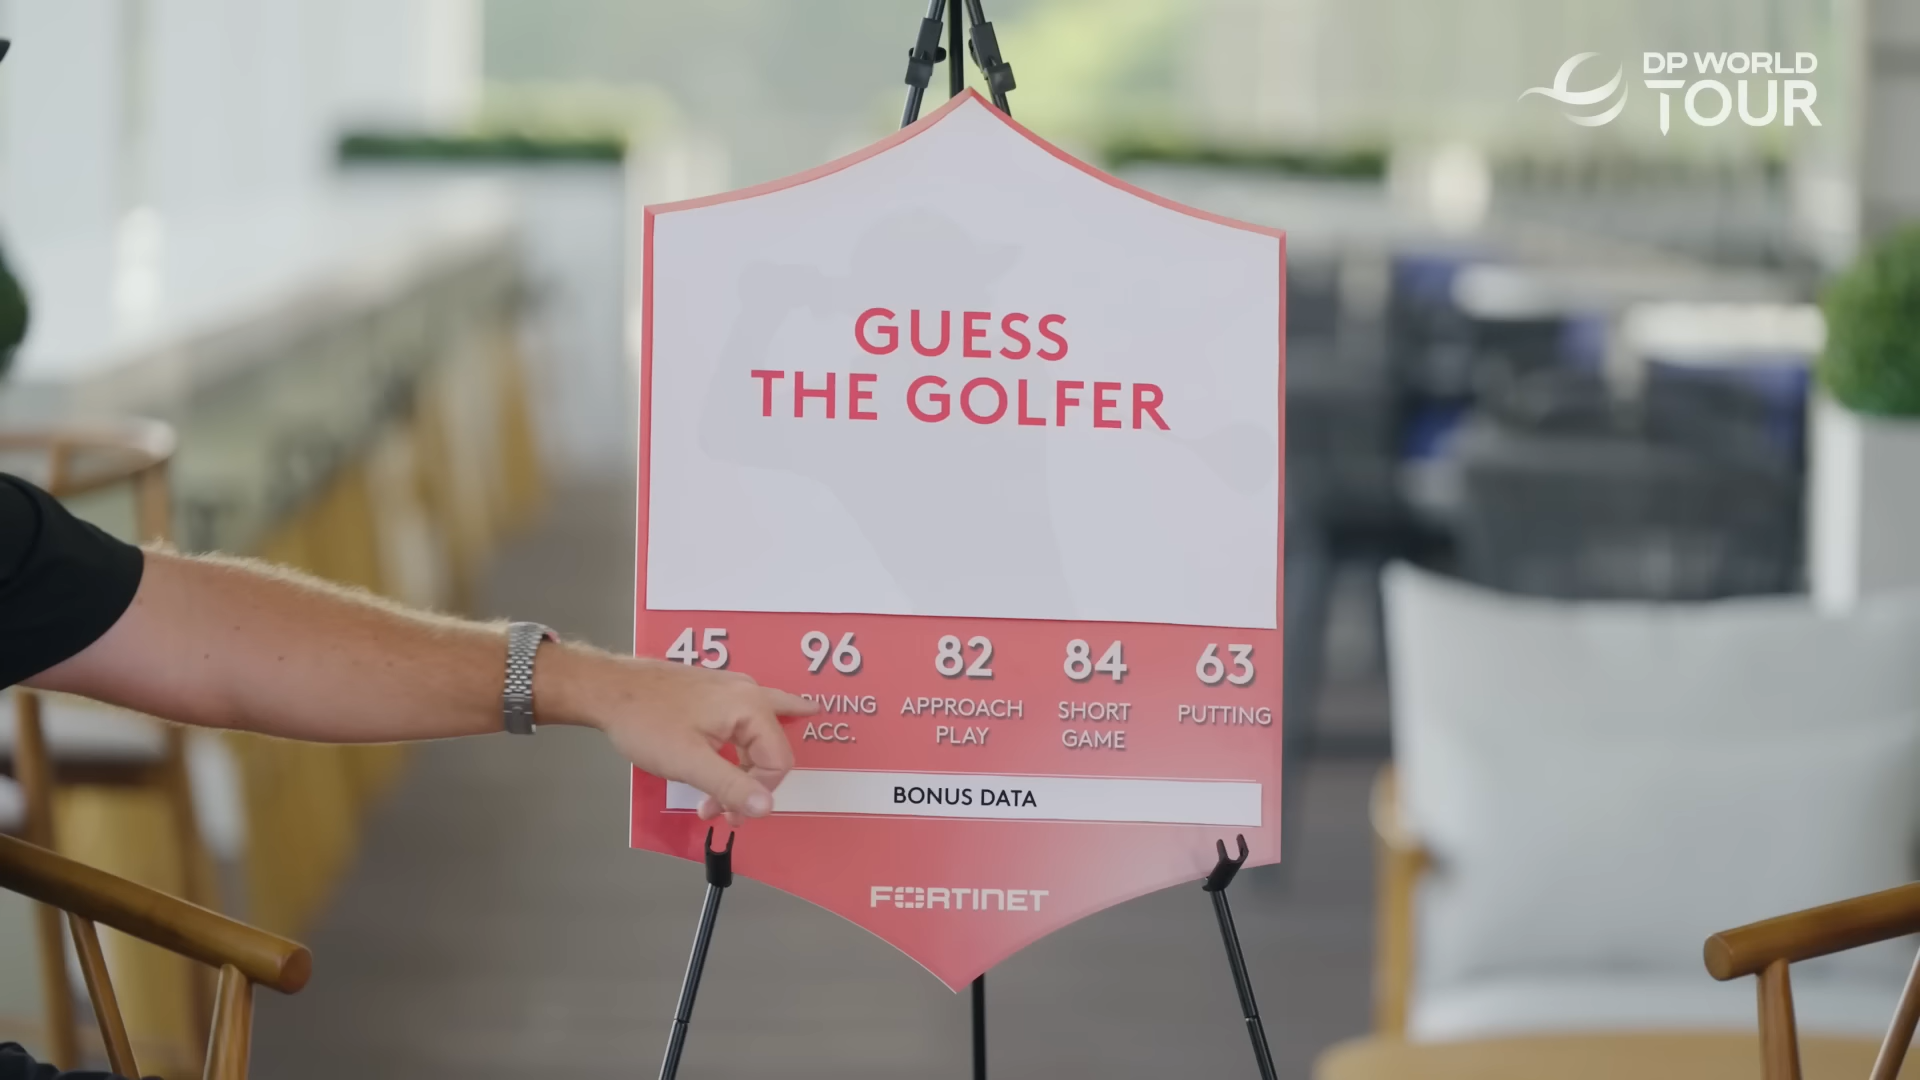 DP WORLD
TOUR
GUESS
THE GOLFER
45 96 82 84 63
APPROACH SHORT PUTTING
ACC. PLAY GAME
BONUS DATA
FORTINET